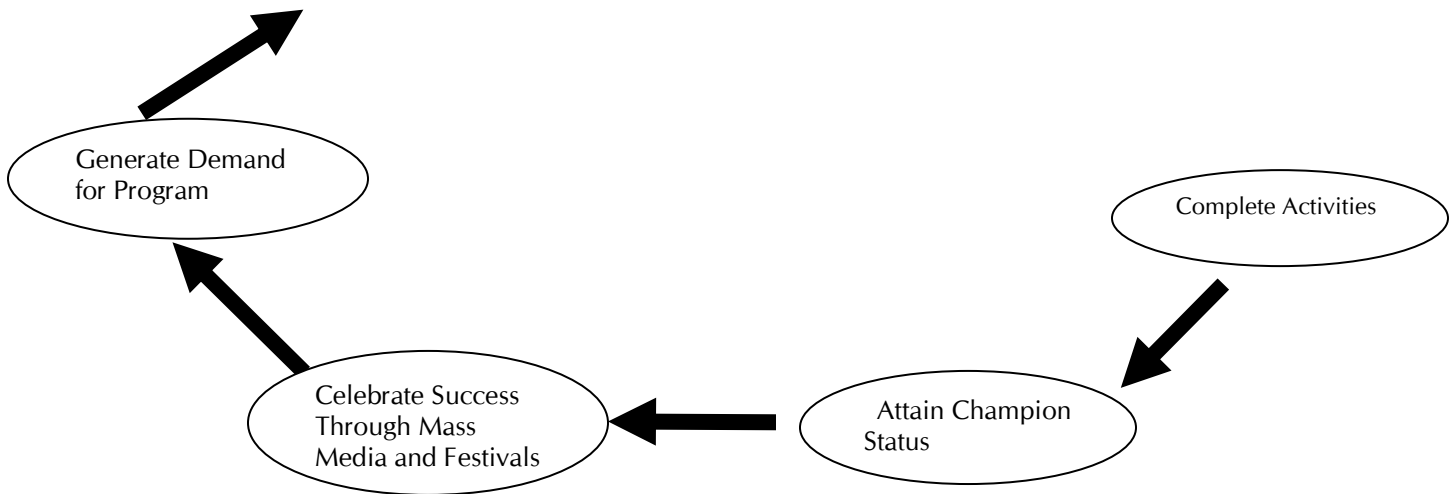 Generate Demand
for Program
Complete Activities
Celebrate Success
Through Mass
Media and Festivals
Attain Champion
Status